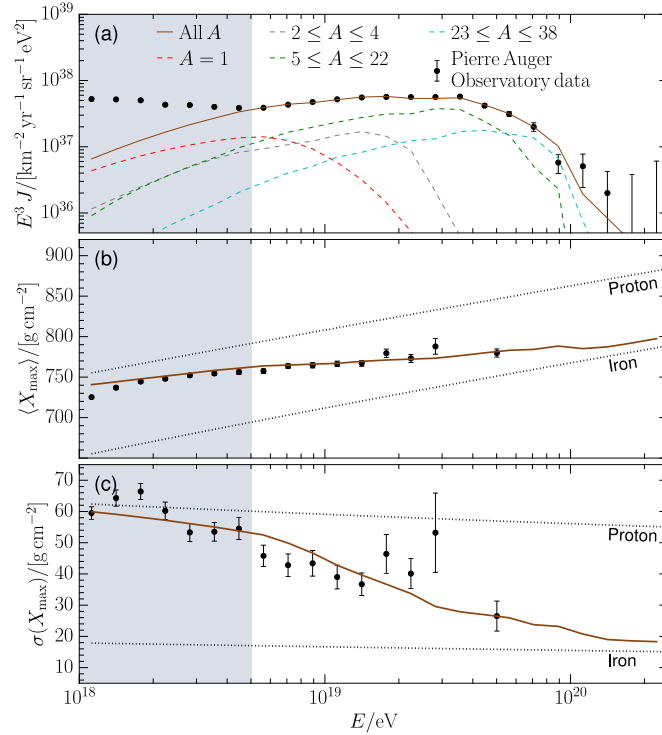 10^39
(a)
All A
2 ≤ A ≤ 4
23 ≤ A ≤ 38
A = 1
5 ≤ A ≤ 22
Pierre Auger
Observatory data
10^38
10^37
10^36
E^3 J/[km^−2 yr^−1 sr^−1 eV^2]
(b)
900
850
800
750
700
Proton
Iron
⟨X_max⟩/[g cm^−2]
(c)
70
60
50
40
30
20
10
Proton
Iron
σ(X_max)/[g cm^−2]
10^18
10^19
10^20
E/eV